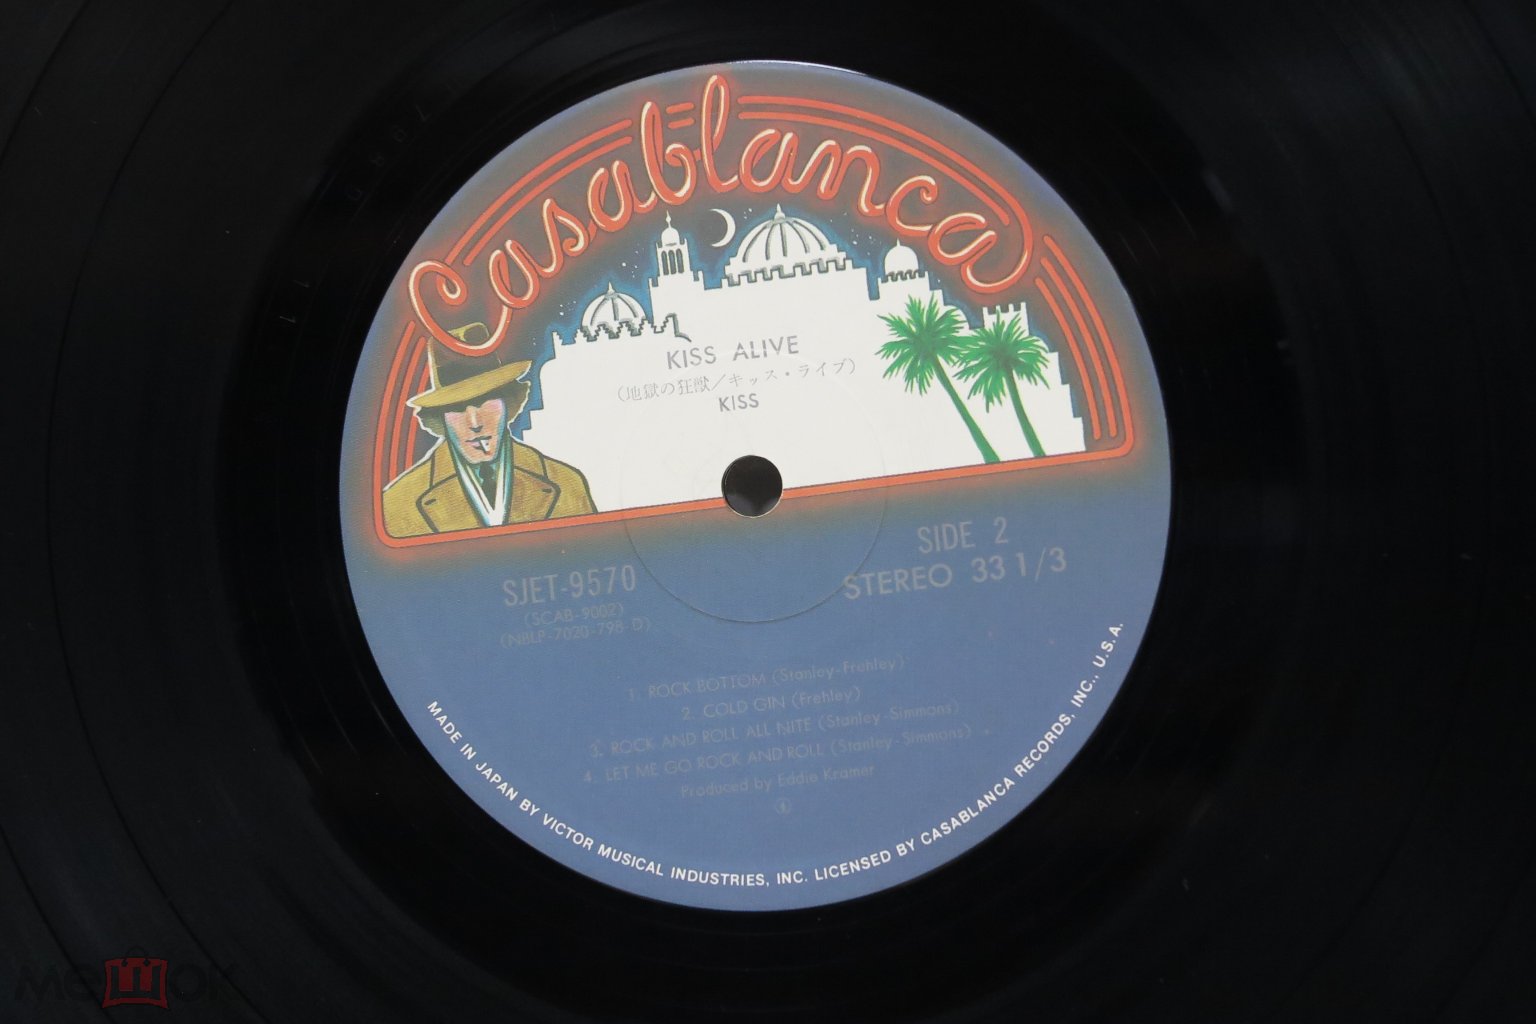 Casablanca
KISS ALIVE
(地獄の狂獣/キッス・ライブ)
KISS
SIDE 2
STEREO 33 1/3
SJET-9570
(SCAB-9002)
(NBLP-7020-798-D)
1. ROCK BOTTOM (Stanley-Frehley)
2. COLD GIN (Frehley)
3. ROCK AND ROLL ALL NITE (Stanley-Simmons)
4. LET ME GO ROCK AND ROLL (Stanley-Simmons)
Produced by Eddie Kramer
MADE IN JAPAN BY VICTOR MUSICAL INDUSTRIES, INC. LICENSED BY CASABLANCA RECORDS, INC., U.S.A.
мешок